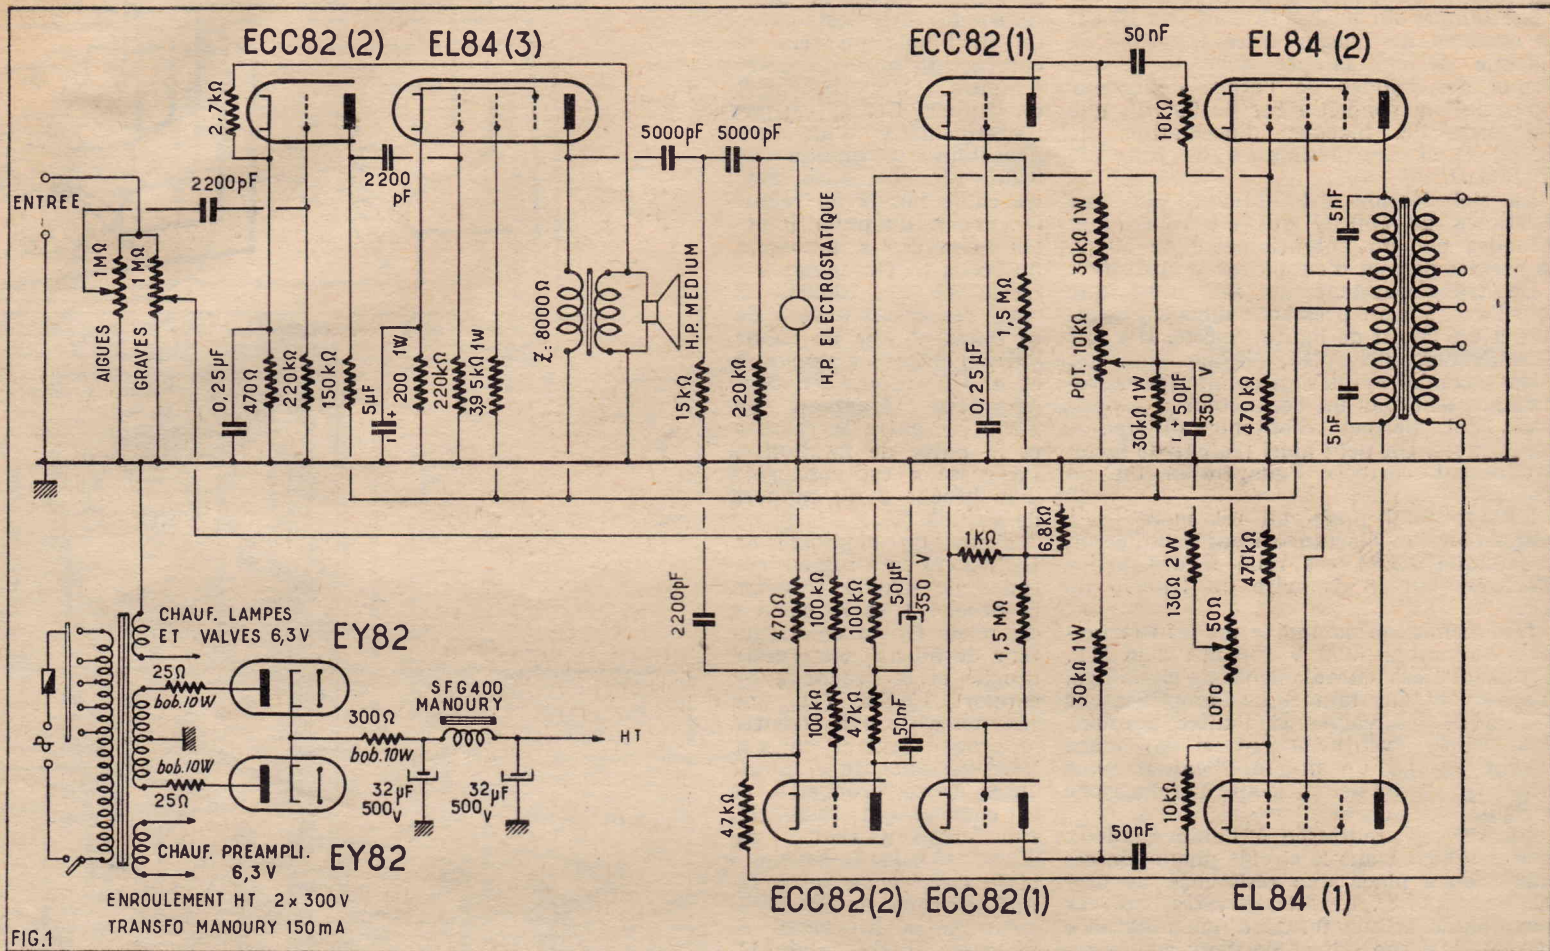 ECC82 (2)
EL84 (3)
ECC82 (1)
50 nF
EL84 (2)
2,7kΩ
10kΩ
5000pF
5000pF
2200pF
2200
pF
ENTREE
5nF
1MΩ
1MΩ
30kΩ 1W
1,5 MΩ
Z: 8000Ω
H.P. MEDIUM
H.P. ELECTROSTATIQUE
AIGUES
GRAVES
0,25µF
470Ω
220kΩ
150kΩ
5µF
+
200 1W
220kΩ
39 5kΩ 1W
15kΩ
220kΩ
0,25µF
POT. 10kΩ
30kΩ 1W
+ 50µF
350 V
470kΩ
5nF
1kΩ
6,8kΩ
2200pF
470Ω
100kΩ
100kΩ
50µF
350 V
1,5 MΩ
130Ω 2W
470kΩ
50Ω
LOTO
30kΩ 1W
CHAUF. LAMPES
ET VALVES 6,3V
EY82
25Ω
bob.10W
SFG400
MANOURY
300Ω
bob.10W
HT
100kΩ
47kΩ
50nF
bob.10W
25Ω
32µF
500V
32µF
500V
47kΩ
10kΩ
50nF
CHAUF. PREAMPLI.
6,3V
EY82
ECC82(2)
ECC82(1)
EL84 (1)
ENROULEMENT HT 2x300V
TRANSFO MANOURY 150mA
FIG.1